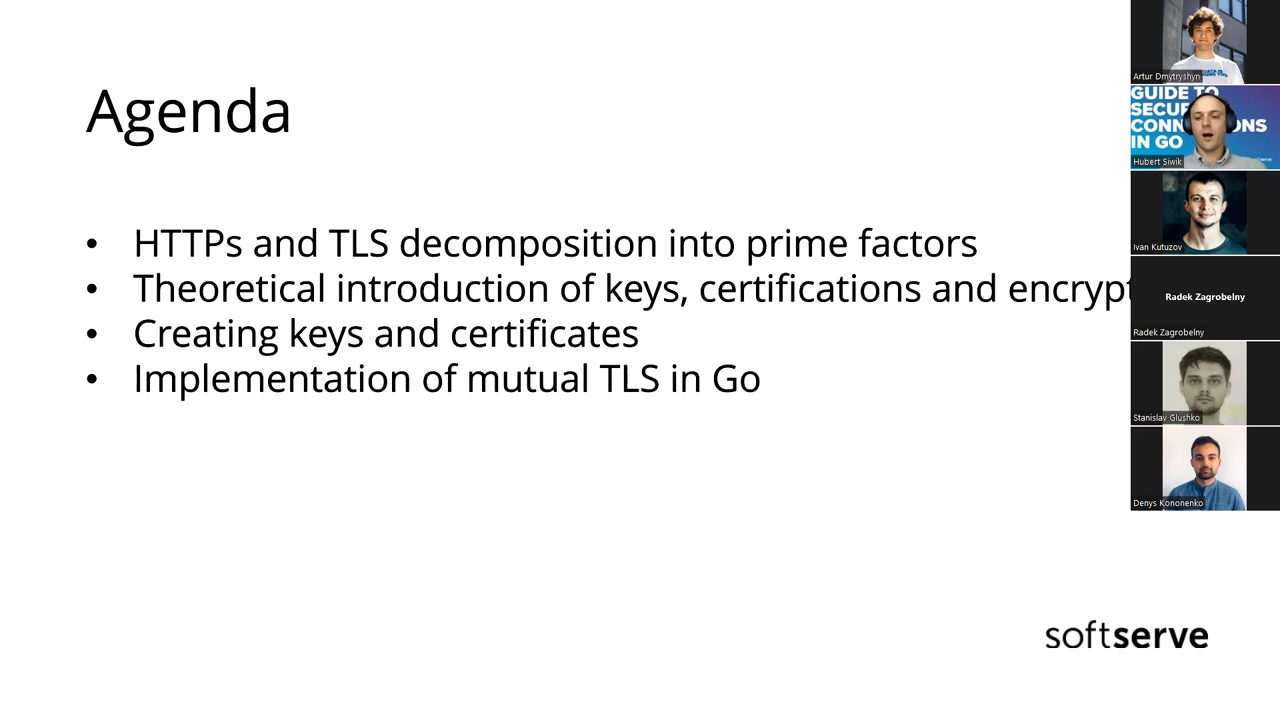 Agenda
• HTTPs and TLS decomposition into prime factors
• Theoretical introduction of keys, certifications and encrypt
• Creating keys and certificates
• Implementation of mutual TLS in Go
softserve
Artur Dmytryshyn
GUIDE TO
SECUR
CONN ONS
IN GO
Hubert Siwik
Ivan Kutuzov
Radek Zagrobelny
Radek Zagrobelny
Stanislav Glushko
Denys Kononenko